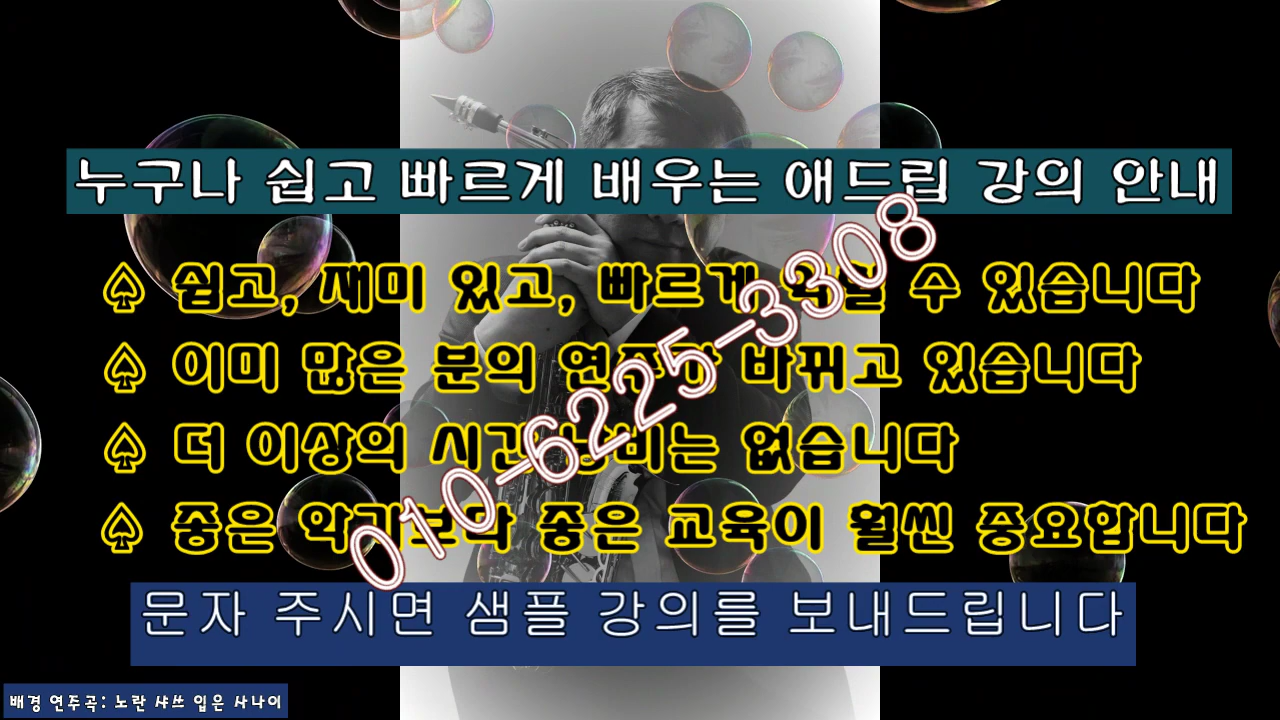 누구나 쉽고 빠르게 배우는 애드립 강의 안내
♤ 쉽고, 재미 있고, 빠르게 수 있습니다
♤ 이미 많은 분의 연주가 바뀌고 있습니다
♤ 더 이상의 시간낭비는 없습니다
♤ 좋은 악기보다 좋은 교육이 훨씬 중요합니다
010-6225-3308
문자 주시면 샘플 강의를 보내드립니다
배경 연주곡: 노란 샤쓰 입은 사나이